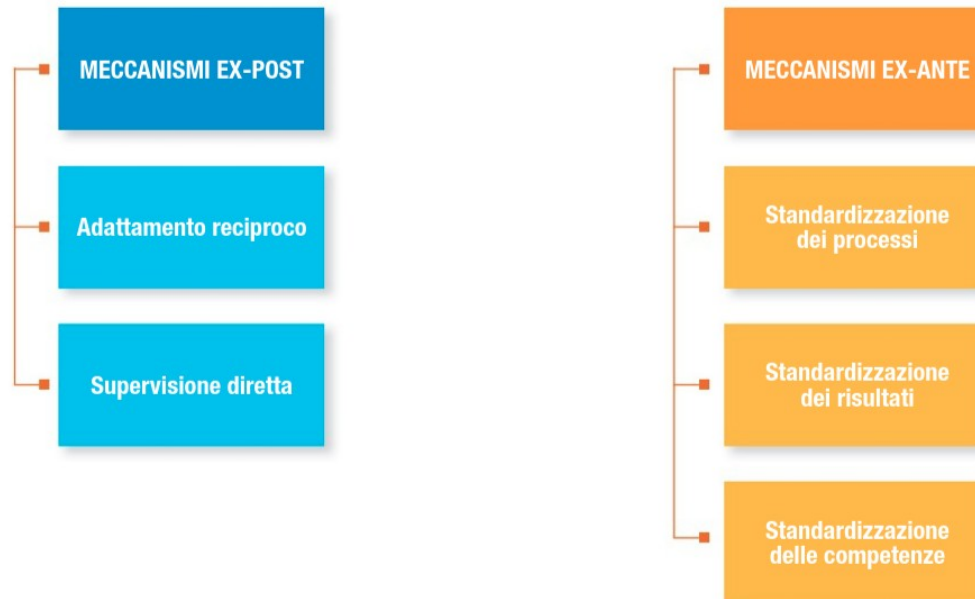 MECCANISMI EX-POST
Adattamento reciproco
Supervisione diretta
MECCANISMI EX-ANTE
Standardizzazione
dei processi
Standardizzazione
dei risultati
Standardizzazione
delle competenze